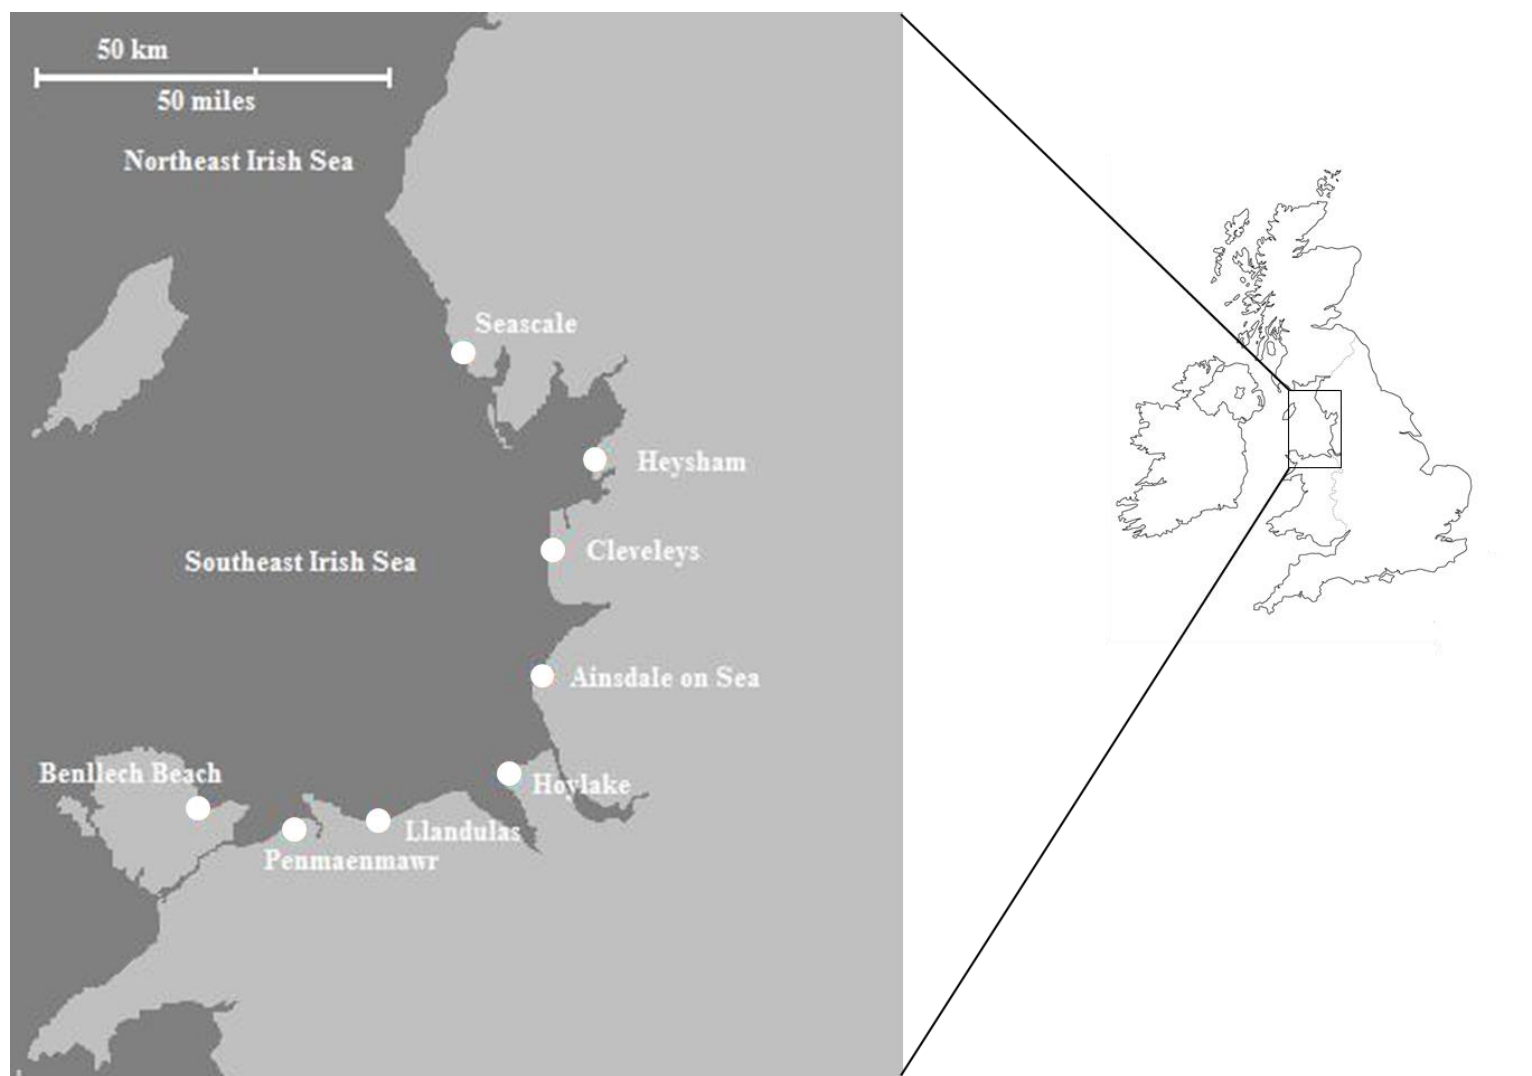 50 km
50 miles
Northeast Irish Sea
Seascale
Heysham
Cleveleys
Southeast Irish Sea
Ainsdale on Sea
Benllech Beach
Hoylake
Llandulas
Penmaenmawr